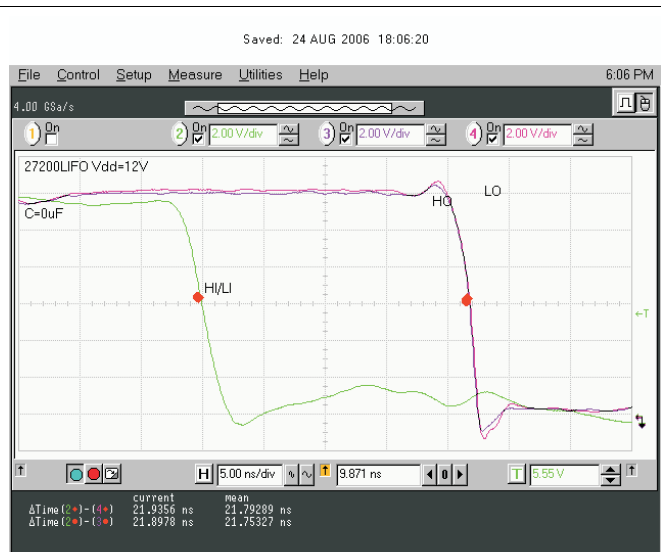 Saved: 24 AUG 2006 18:06:20
File Control Setup Measure Utilities Help 6:06 PM
4.00 GSa/s
1 On 2 On 2.00 V/div 3 On 2.00 V/div 4 On 2.00 V/div
27200LIFO Vdd=12V
C=0uF
HO
LO
HI/LI
←T
H 5.00 ns/div 9.871 ns 0 T 5.55 V
current mean
ΔTime(2●)-(4●) 21.9356 ns 21.79289 ns
ΔTime(2●)-(3●) 21.8978 ns 21.75327 ns